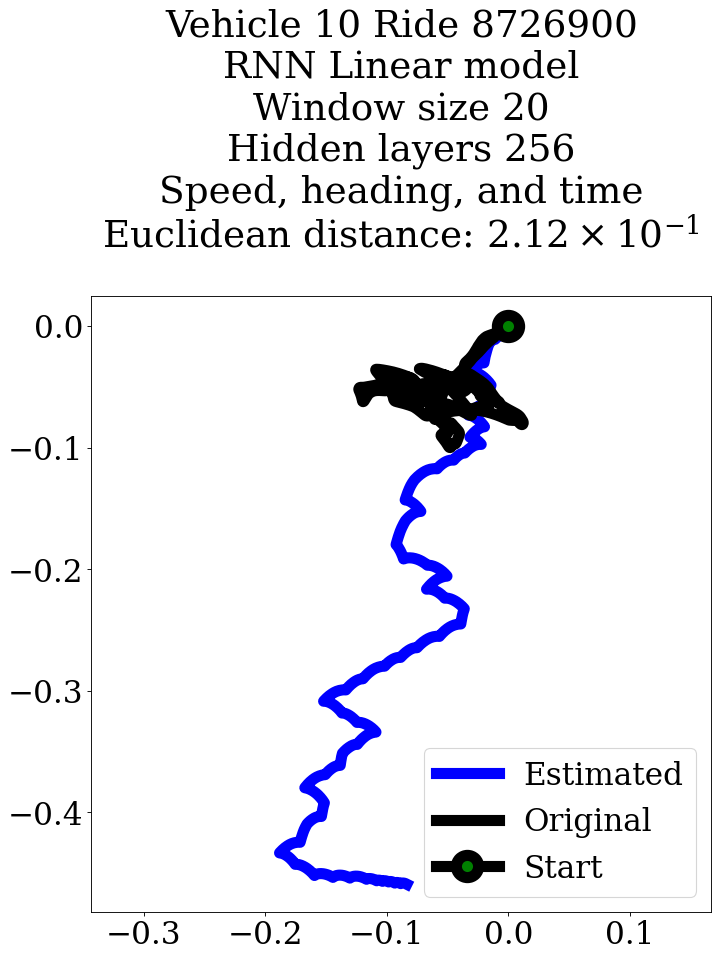 Vehicle 10 Ride 8726900
RNN Linear model
Window size 20
Hidden layers 256
Speed, heading, and time
Euclidean distance: 2.12 × 10⁻¹
0.0
−0.1
−0.2
−0.3
−0.4
Estimated
Original
Start
−0.3 −0.2 −0.1 0.0 0.1